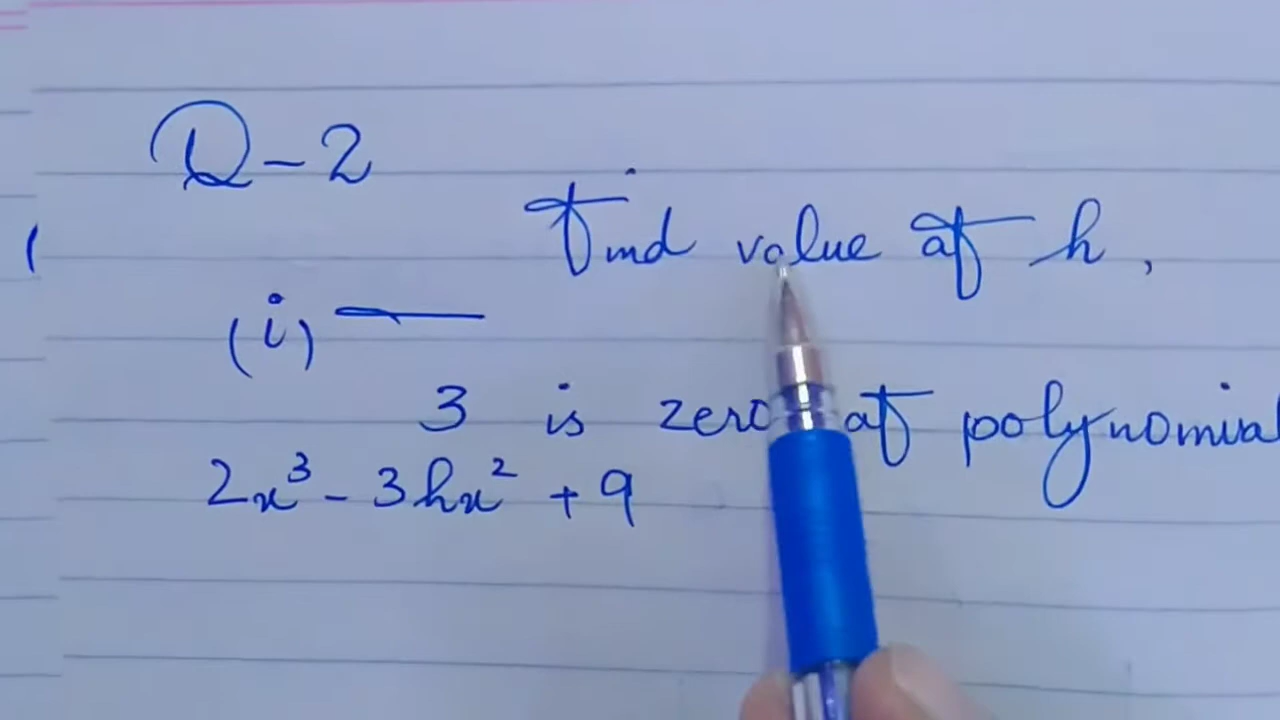 Q-2
Find value of h,
(i)
3 is zero of polynomial
2x³ - 3hx² + 9